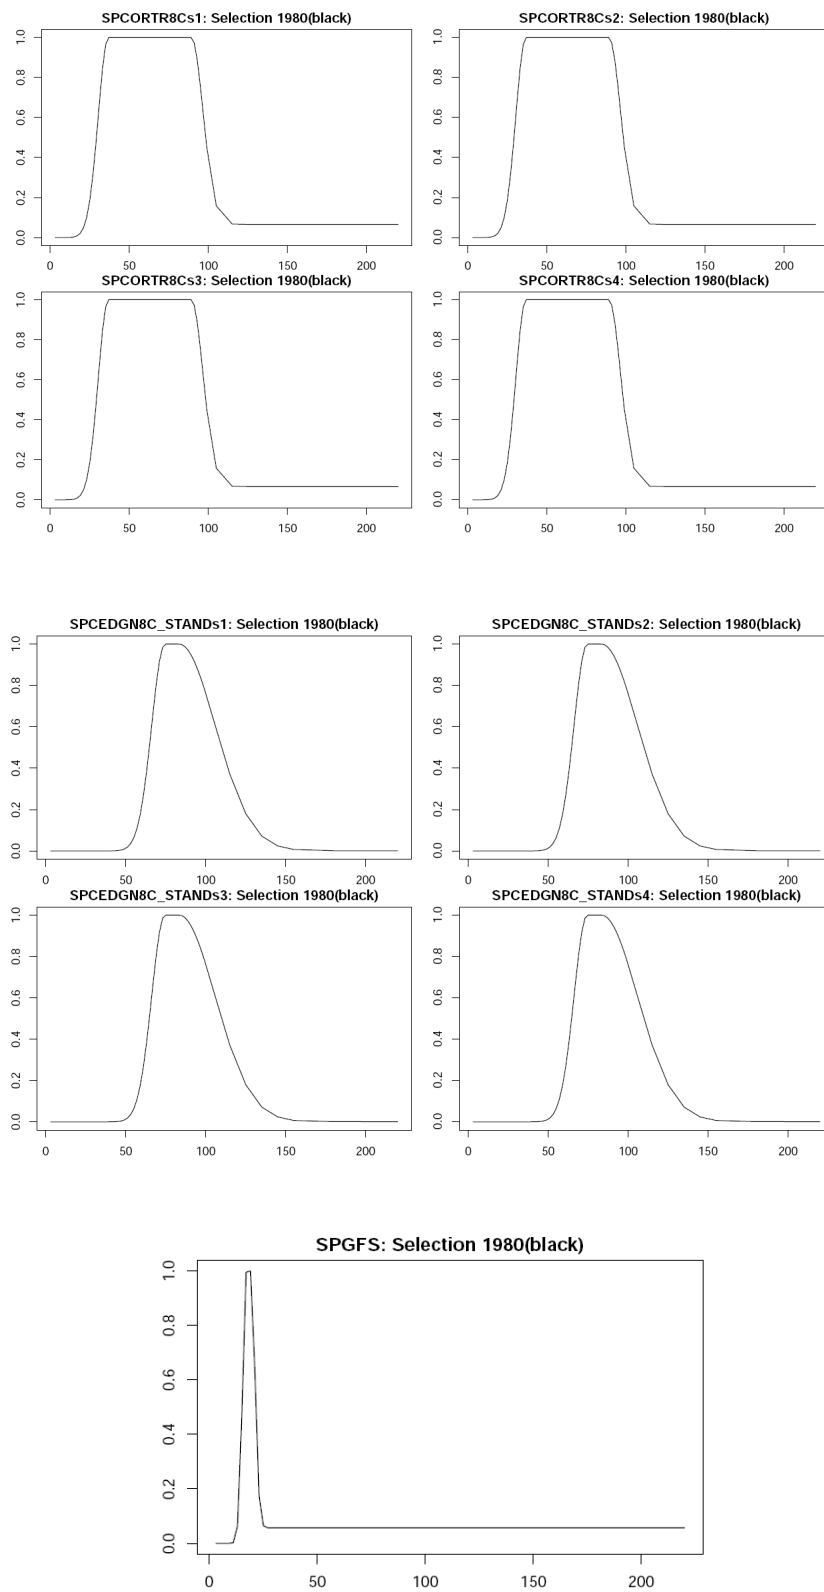 SPCORTR8Cs1: Selection 1980(black)
0.0 0.2 0.4 0.6 0.8 1.0
0 50 100 150 200
SPCORTR8Cs2: Selection 1980(black)
0.0 0.2 0.4 0.6 0.8 1.0
0 50 100 150 200
SPCORTR8Cs3: Selection 1980(black)
0.0 0.2 0.4 0.6 0.8 1.0
0 50 100 150 200
SPCORTR8Cs4: Selection 1980(black)
0.0 0.2 0.4 0.6 0.8 1.0
0 50 100 150 200
SPCEDGN8C_STANDs1: Selection 1980(black)
0.0 0.2 0.4 0.6 0.8 1.0
0 50 100 150 200
SPCEDGN8C_STANDs2: Selection 1980(black)
0.0 0.2 0.4 0.6 0.8 1.0
0 50 100 150 200
SPCEDGN8C_STANDs3: Selection 1980(black)
0.0 0.2 0.4 0.6 0.8 1.0
0 50 100 150 200
SPCEDGN8C_STANDs4: Selection 1980(black)
0.0 0.2 0.4 0.6 0.8 1.0
0 50 100 150 200
SPGFS: Selection 1980(black)
0.0 0.2 0.4 0.6 0.8 1.0
0 50 100 150 200